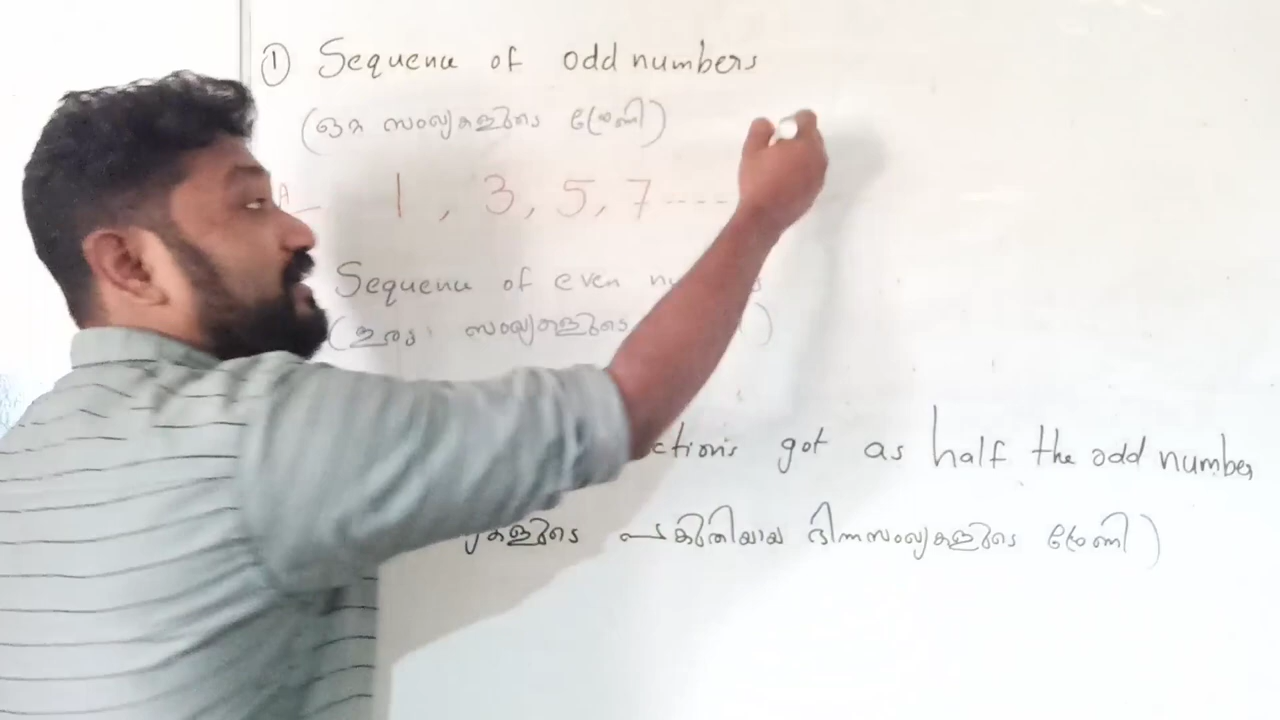 ① Sequence of odd numbers
(ഒറ്റ സംഖ്യകളുടെ ശ്രേണി)
A 1 , 3, 5, 7 -----
Sequence of even
(ഇരട്ട സംഖ്യകളുടെ )
ctions got as half the odd number
കളുടെ പകുതിയായ ഭിന്നസംഖ്യകളുടെ ശ്രേണി)